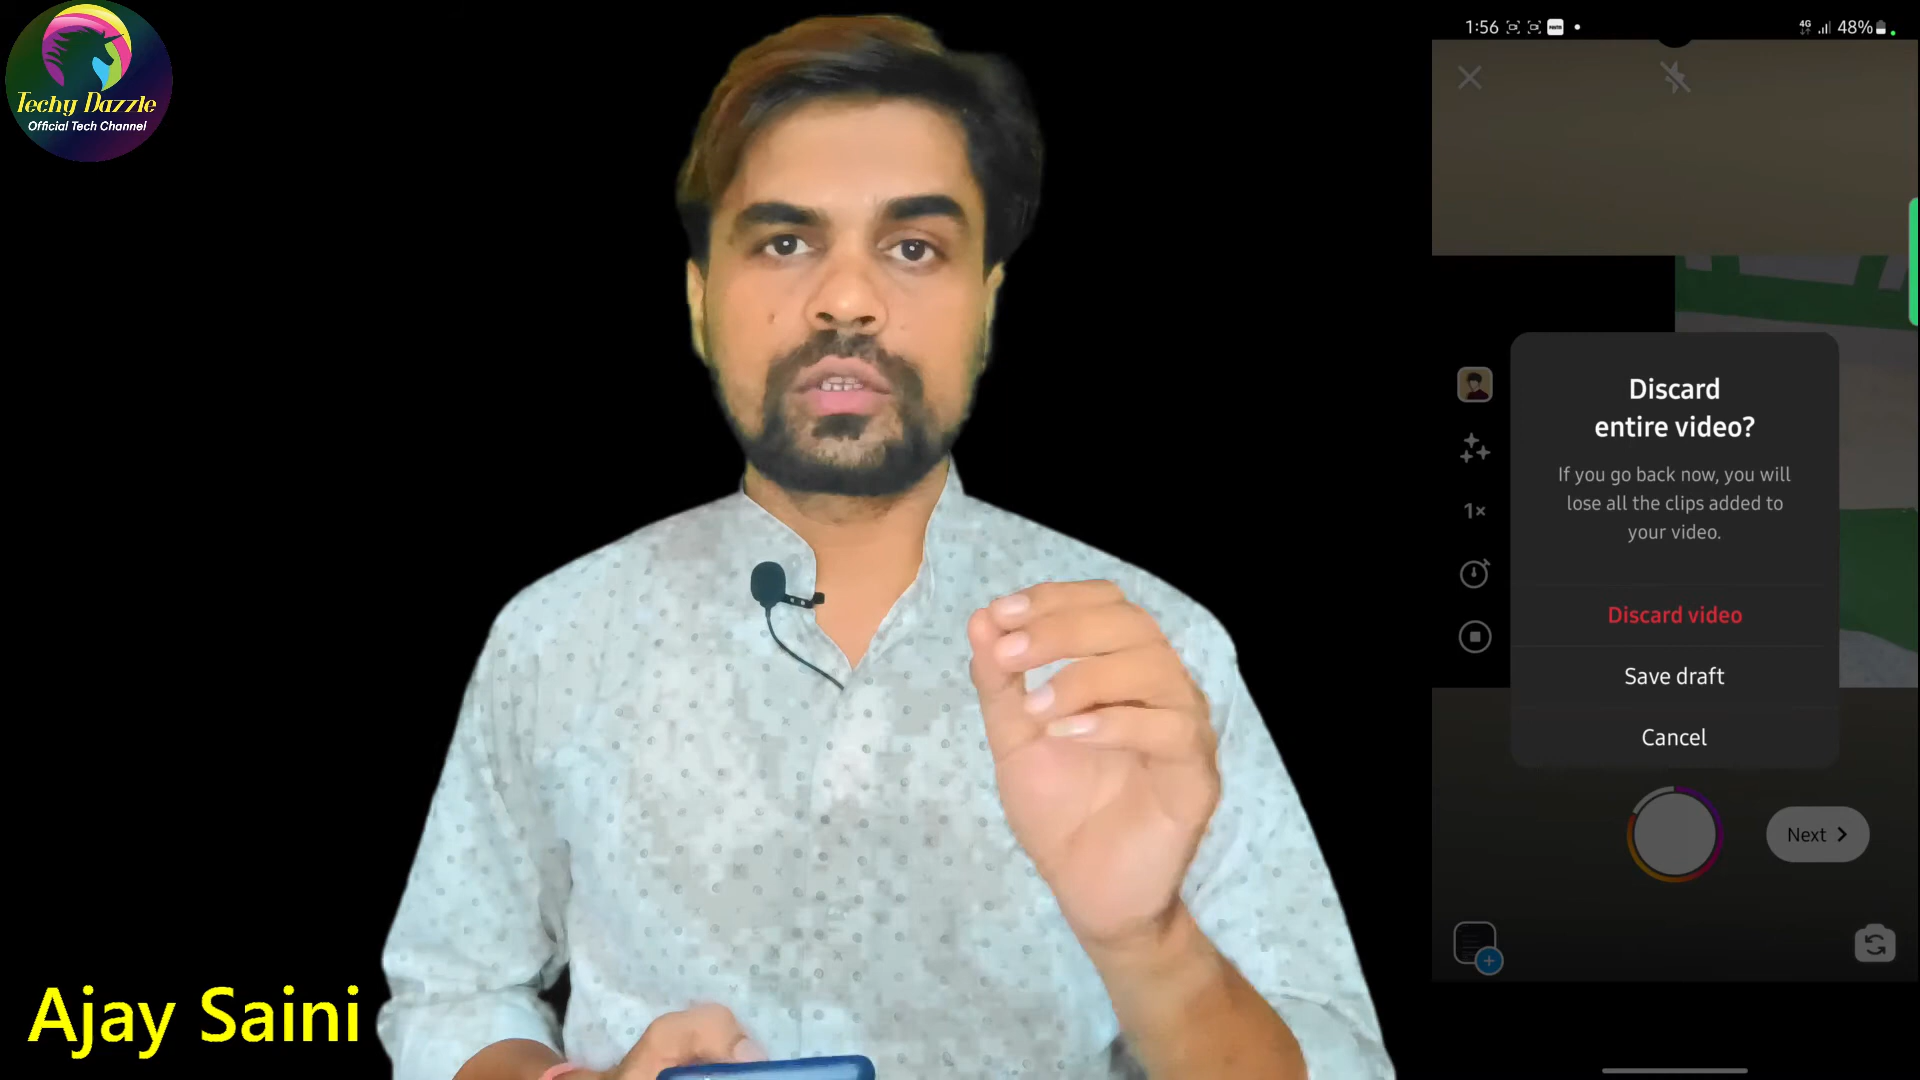 Techy Dazzle
Official Tech Channel
1:56
4G
48%
Discard
entire video?
If you go back now, you will
lose all the clips added to
your video.
1×
Discard video
Save draft
Cancel
Next
Ajay Saini